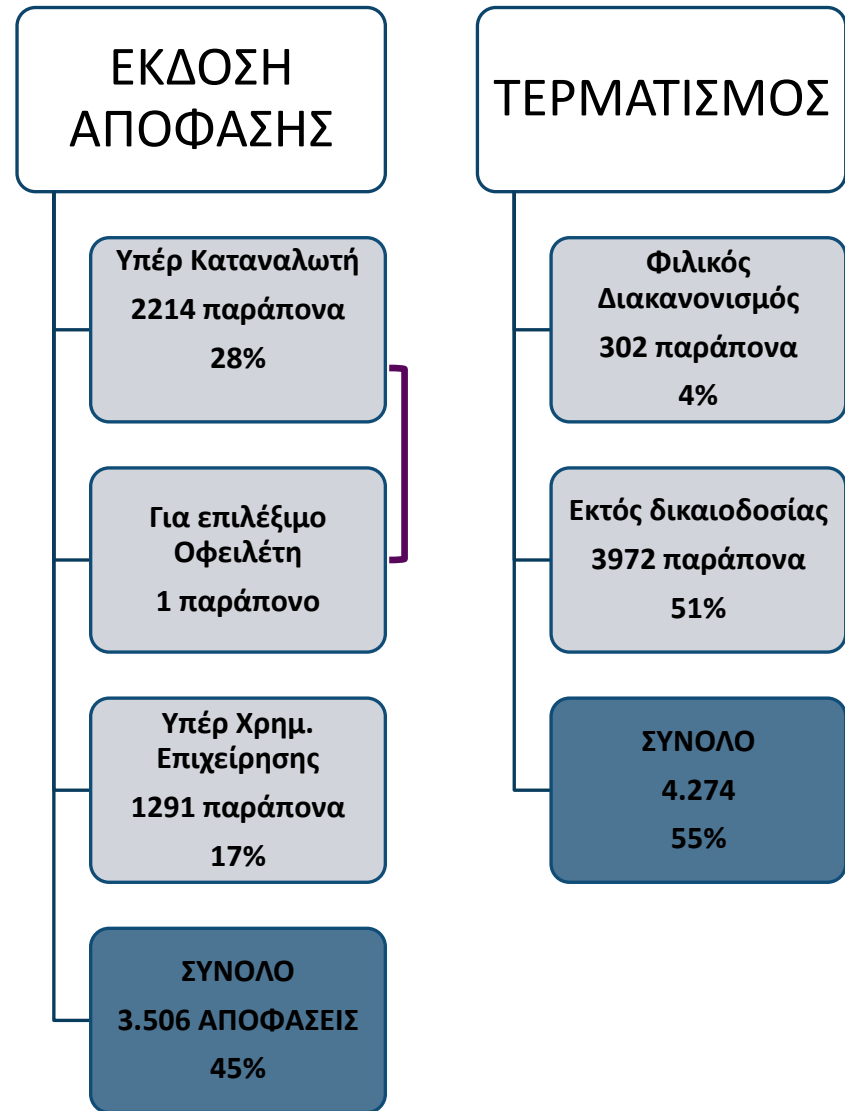 ΕΚΔΟΣΗ
ΑΠΟΦΑΣΗΣ
Υπέρ Καταναλωτή
2214 παράπονα
28%
Για επιλέξιμο
Οφειλέτη
1 παράπονο
Υπέρ Χρημ.
Επιχείρησης
1291 παράπονα
17%
ΣΥΝΟΛΟ
3.506 ΑΠΟΦΑΣΕΙΣ
45%
ΤΕΡΜΑΤΙΣΜΟΣ
Φιλικός
Διακανονισμός
302 παράπονα
4%
Εκτός δικαιοδοσίας
3972 παράπονα
51%
ΣΥΝΟΛΟ
4.274
55%